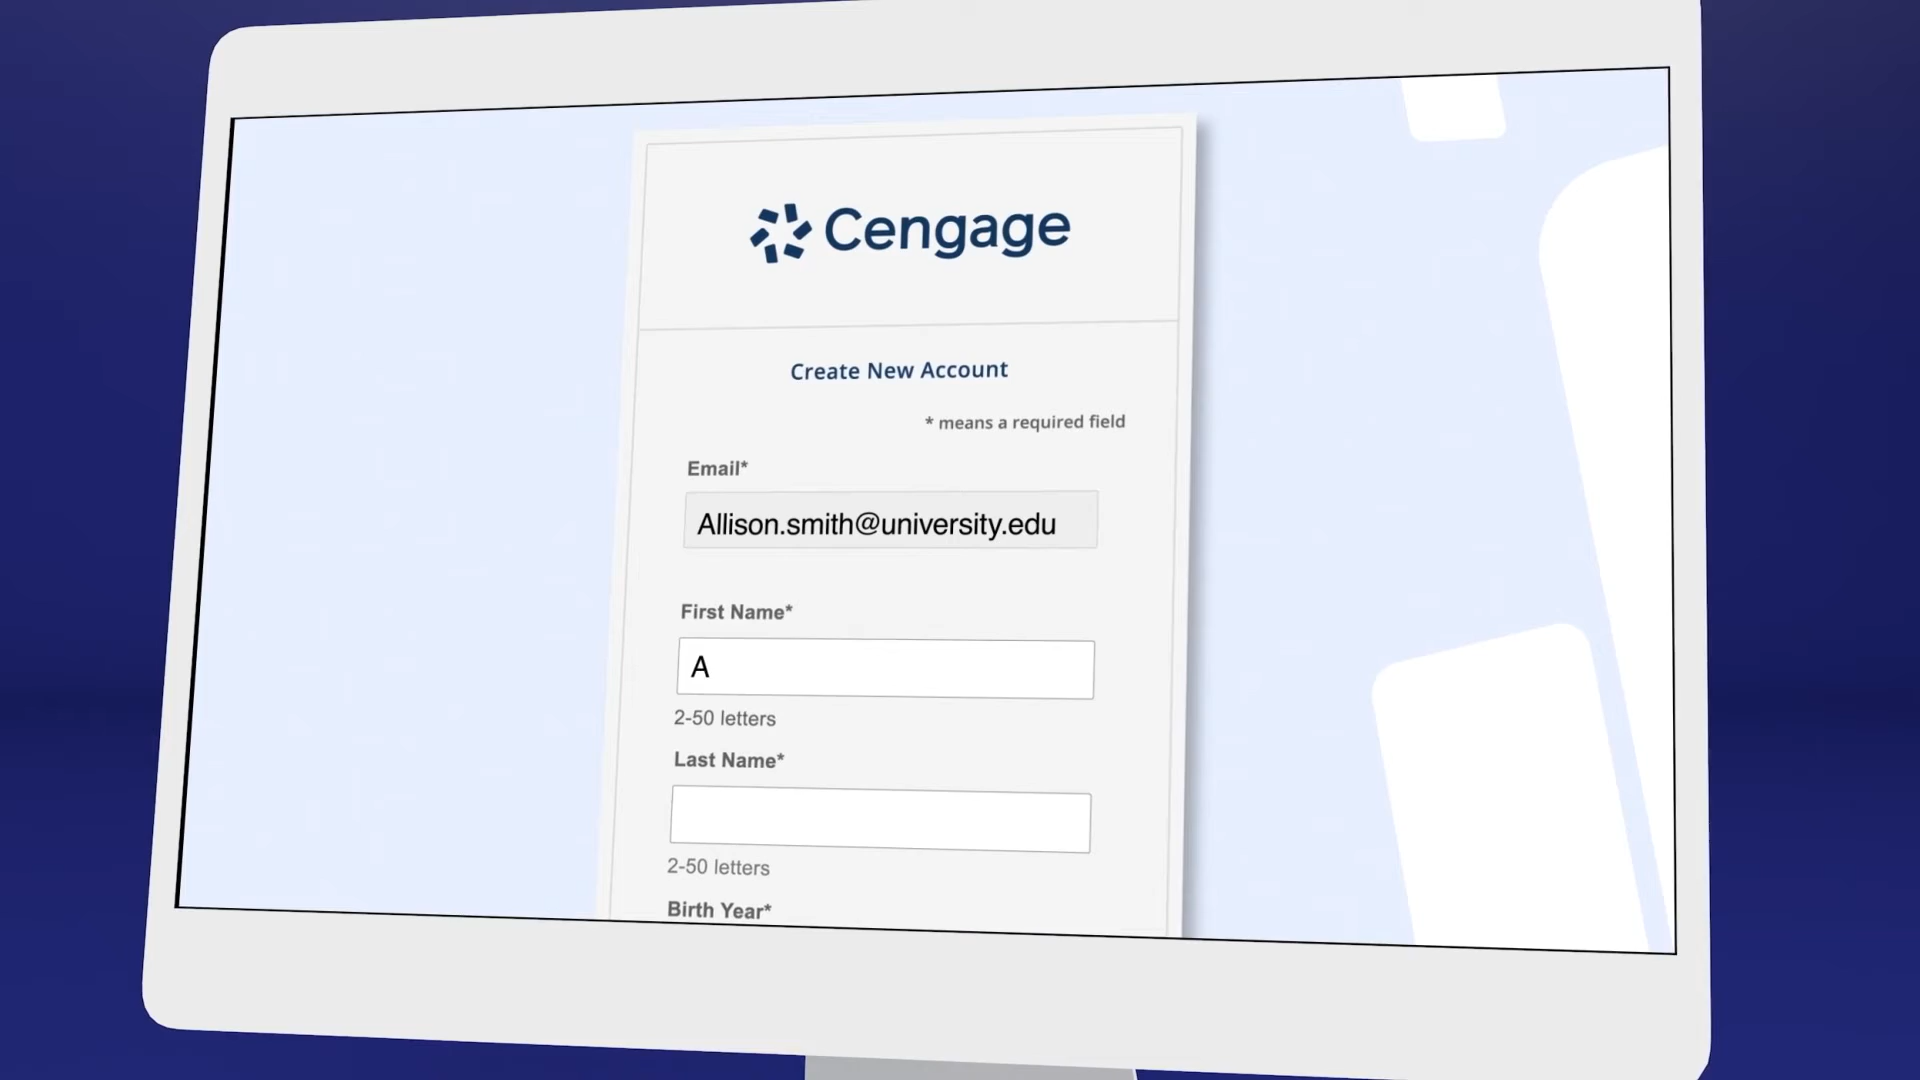 Cengage
Create New Account
* means a required field
Email*
Allison.smith@university.edu
First Name*
A
2-50 letters
Last Name*
2-50 letters
Birth Year*